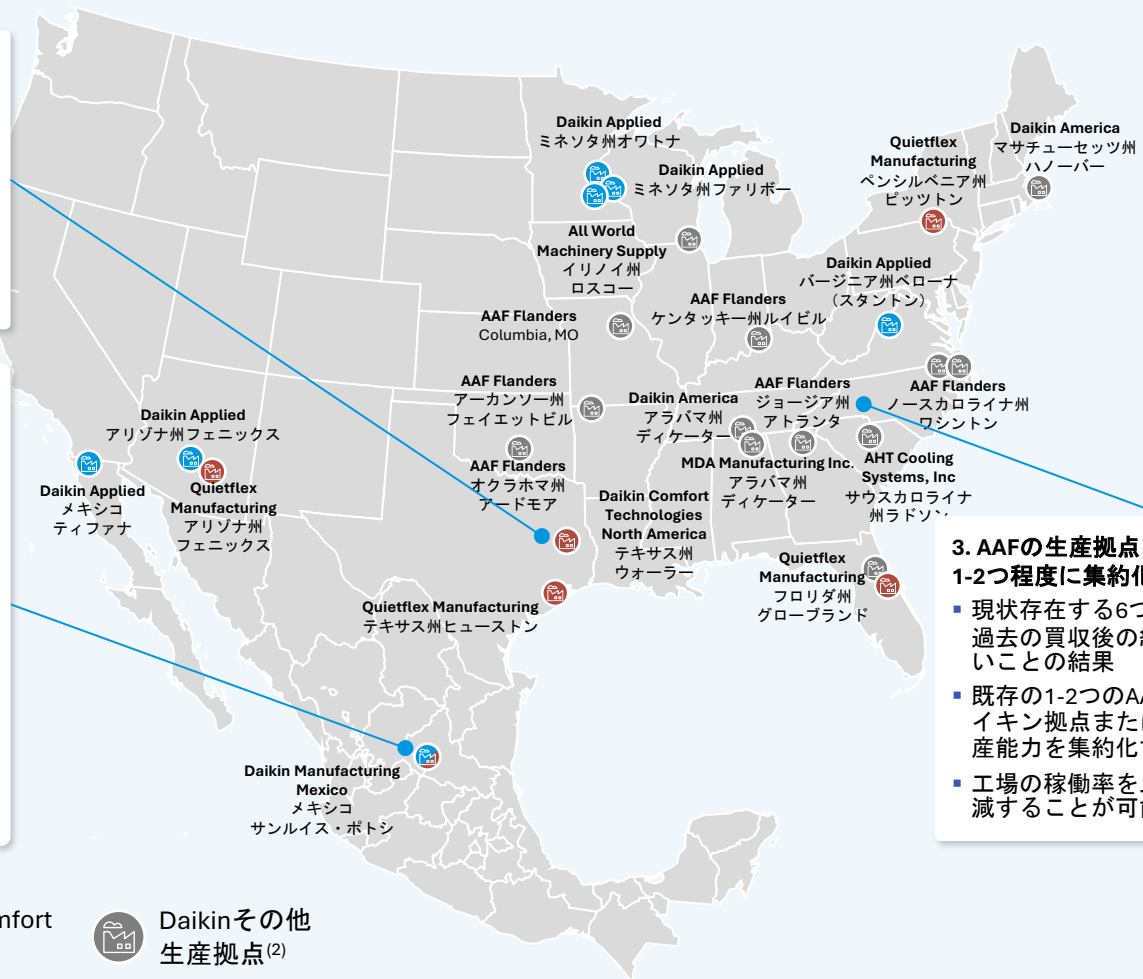 Daikin Applied
ミネソタ州オワトナ
Daikin Applied
ミネソタ州ファリボー
Quietflex
Manufacturing
ペンシルベニア州
ピッツトン
Daikin America
マサチューセッツ州
ハノーバー
All World
Machinery Supply
イリノイ州
ロスコー
Daikin Applied
バージニア州ベローナ
（スタントン）
AAF Flanders
Columbia, MO
AAF Flanders
ケンタッキー州ルイビル
AAF Flanders
アーカンソー州
フェイエットビル
Daikin America
アラバマ州
ディケーター
AAF Flanders
ジョージア州
アトランタ
AAF Flanders
ノースカロライナ州
ワシントン
Daikin Applied
アリゾナ州フェニックス
Daikin Applied
メキシコ
ティファナ
Quietflex
Manufacturing
アリゾナ州
フェニックス
AAF Flanders
オクラホマ州
アードモア
MDA Manufacturing Inc.
アラバマ州
ディケーター
AHT Cooling
Systems, Inc
サウスカロライナ
州ラドソン
Daikin Comfort
Technologies
North America
テキサス州
ウォーラー
Quietflex Manufacturing
テキサス州ヒューストン
Quietflex
Manufacturing
フロリダ州
グローブランド
Daikin Manufacturing
Mexico
メキシコ
サンルイス・ポトシ
3. AAFの生産拠点
1-2つ程度に集約化
▪ 現状存在する6つ
過去の買収後の
いことの結果
▪ 既存の1-2つのAA
イキン拠点また
産能力を集約化
▪ 工場の稼働率を
減することが可
mfort
Daikinその他
生産拠点(2)